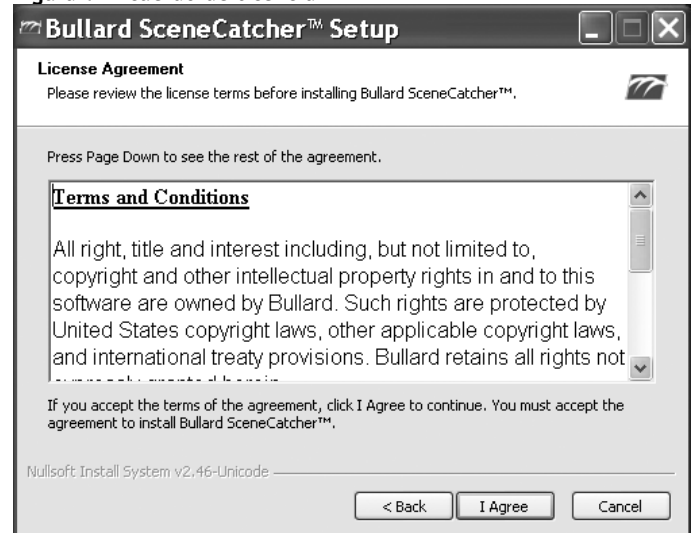 Bullard SceneCatcher™ Setup
License Agreement
Please review the license terms before installing Bullard SceneCatcher™.
Press Page Down to see the rest of the agreement.
Terms and Conditions
All right, title and interest including, but not limited to,
copyright and other intellectual property rights in and to this
software are owned by Bullard. Such rights are protected by
United States copyright laws, other applicable copyright laws,
and international treaty provisions. Bullard retains all rights not
If you accept the terms of the agreement, click I Agree to continue. You must accept the
agreement to install Bullard SceneCatcher™.
Nullsoft Install System v2.46-Unicode
< Back I Agree Cancel